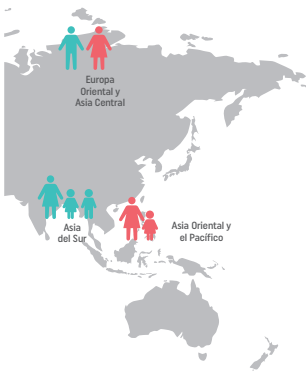 Europa
Oriental y
Asia Central
Asia
del Sur
Asia Oriental y
el Pacífico